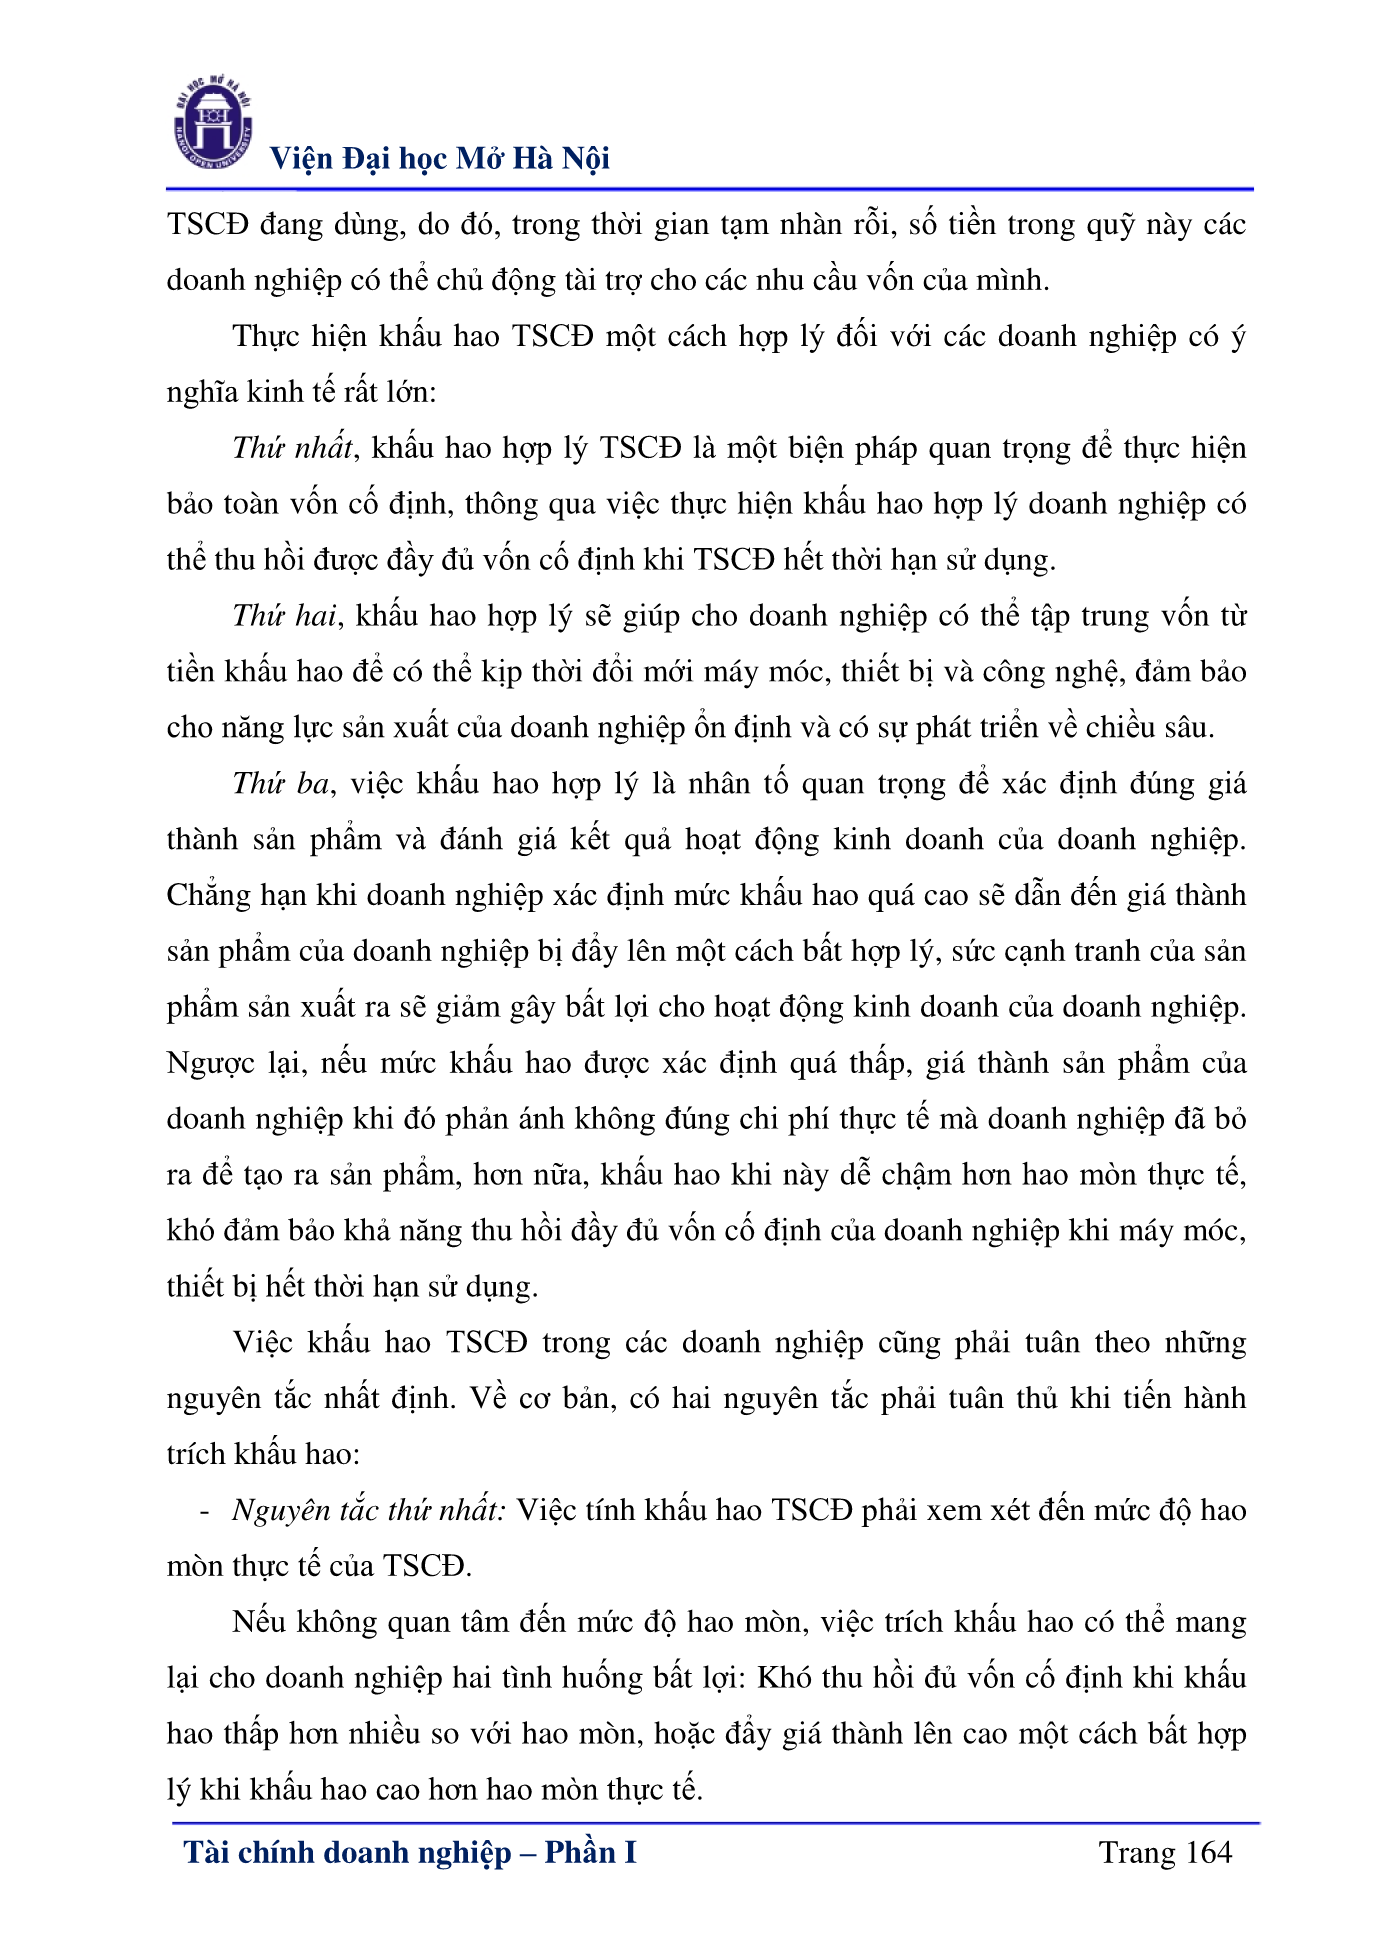 ĐẠI HỌC MỞ HÀ NỘI
HANOI OPEN UNIVERSITY
Viện Đại học Mở Hà Nội
TSCĐ đang dùng, do đó, trong thời gian tạm nhàn rỗi, số tiền trong quỹ này các
doanh nghiệp có thể chủ động tài trợ cho các nhu cầu vốn của mình.
Thực hiện khấu hao TSCĐ một cách hợp lý đối với các doanh nghiệp có ý
nghĩa kinh tế rất lớn:
Thứ nhất, khấu hao hợp lý TSCĐ là một biện pháp quan trọng để thực hiện
bảo toàn vốn cố định, thông qua việc thực hiện khấu hao hợp lý doanh nghiệp có
thể thu hồi được đầy đủ vốn cố định khi TSCĐ hết thời hạn sử dụng.
Thứ hai, khấu hao hợp lý sẽ giúp cho doanh nghiệp có thể tập trung vốn từ
tiền khấu hao để có thể kịp thời đổi mới máy móc, thiết bị và công nghệ, đảm bảo
cho năng lực sản xuất của doanh nghiệp ổn định và có sự phát triển về chiều sâu.
Thứ ba, việc khấu hao hợp lý là nhân tố quan trọng để xác định đúng giá
thành sản phẩm và đánh giá kết quả hoạt động kinh doanh của doanh nghiệp.
Chẳng hạn khi doanh nghiệp xác định mức khấu hao quá cao sẽ dẫn đến giá thành
sản phẩm của doanh nghiệp bị đẩy lên một cách bất hợp lý, sức cạnh tranh của sản
phẩm sản xuất ra sẽ giảm gây bất lợi cho hoạt động kinh doanh của doanh nghiệp.
Ngược lại, nếu mức khấu hao được xác định quá thấp, giá thành sản phẩm của
doanh nghiệp khi đó phản ánh không đúng chi phí thực tế mà doanh nghiệp đã bỏ
ra để tạo ra sản phẩm, hơn nữa, khấu hao khi này dễ chậm hơn hao mòn thực tế,
khó đảm bảo khả năng thu hồi đầy đủ vốn cố định của doanh nghiệp khi máy móc,
thiết bị hết thời hạn sử dụng.
Việc khấu hao TSCĐ trong các doanh nghiệp cũng phải tuân theo những
nguyên tắc nhất định. Về cơ bản, có hai nguyên tắc phải tuân thủ khi tiến hành
trích khấu hao:
- Nguyên tắc thứ nhất: Việc tính khấu hao TSCĐ phải xem xét đến mức độ hao
mòn thực tế của TSCĐ.
Nếu không quan tâm đến mức độ hao mòn, việc trích khấu hao có thể mang
lại cho doanh nghiệp hai tình huống bất lợi: Khó thu hồi đủ vốn cố định khi khấu
hao thấp hơn nhiều so với hao mòn, hoặc đẩy giá thành lên cao một cách bất hợp
lý khi khấu hao cao hơn hao mòn thực tế.
Tài chính doanh nghiệp – Phần I Trang 164